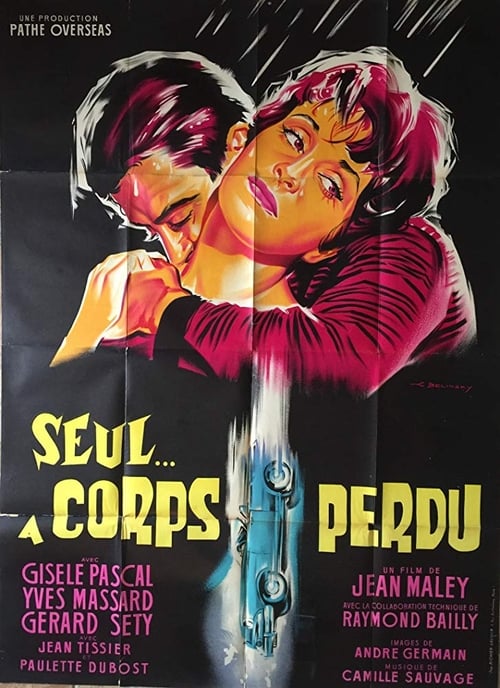 UNE PRODUCTION
PATHE OVERSEAS
C BELINSKY
SEUL...
A CORPS PERDU
AVEC
GISELE PASCAL
YVES MASSARD
GERARD SETY
AVEC
JEAN TISSIER
ET
PAULETTE DUBOST
UN FILM DE
JEAN MALEY
AVEC LA COLLABORATION TECHNIQUE DE
RAYMOND BAILLY
IMAGES DE
ANDRE GERMAIN
MUSIQUE DE
CAMILLE SAUVAGE